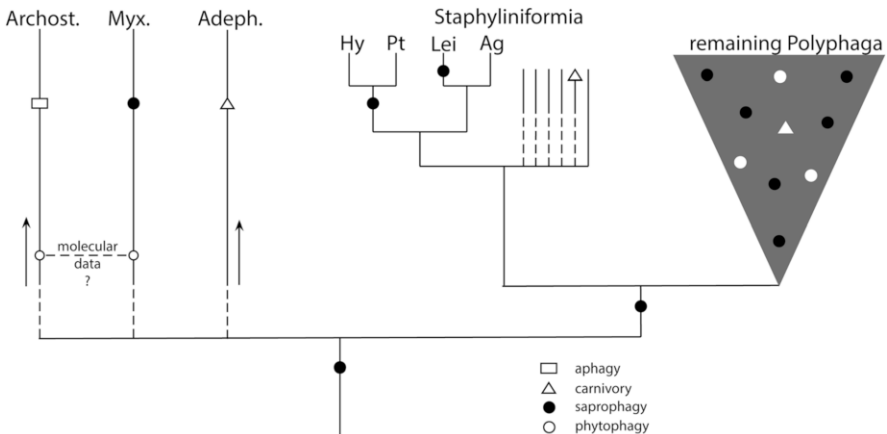 Archost. Myx. Adeph. Staphyliniformia
Hy Pt Lei Ag
remaining Polyphaga
molecular
data
?
aphagy
carnivory
saprophagy
phytophagy